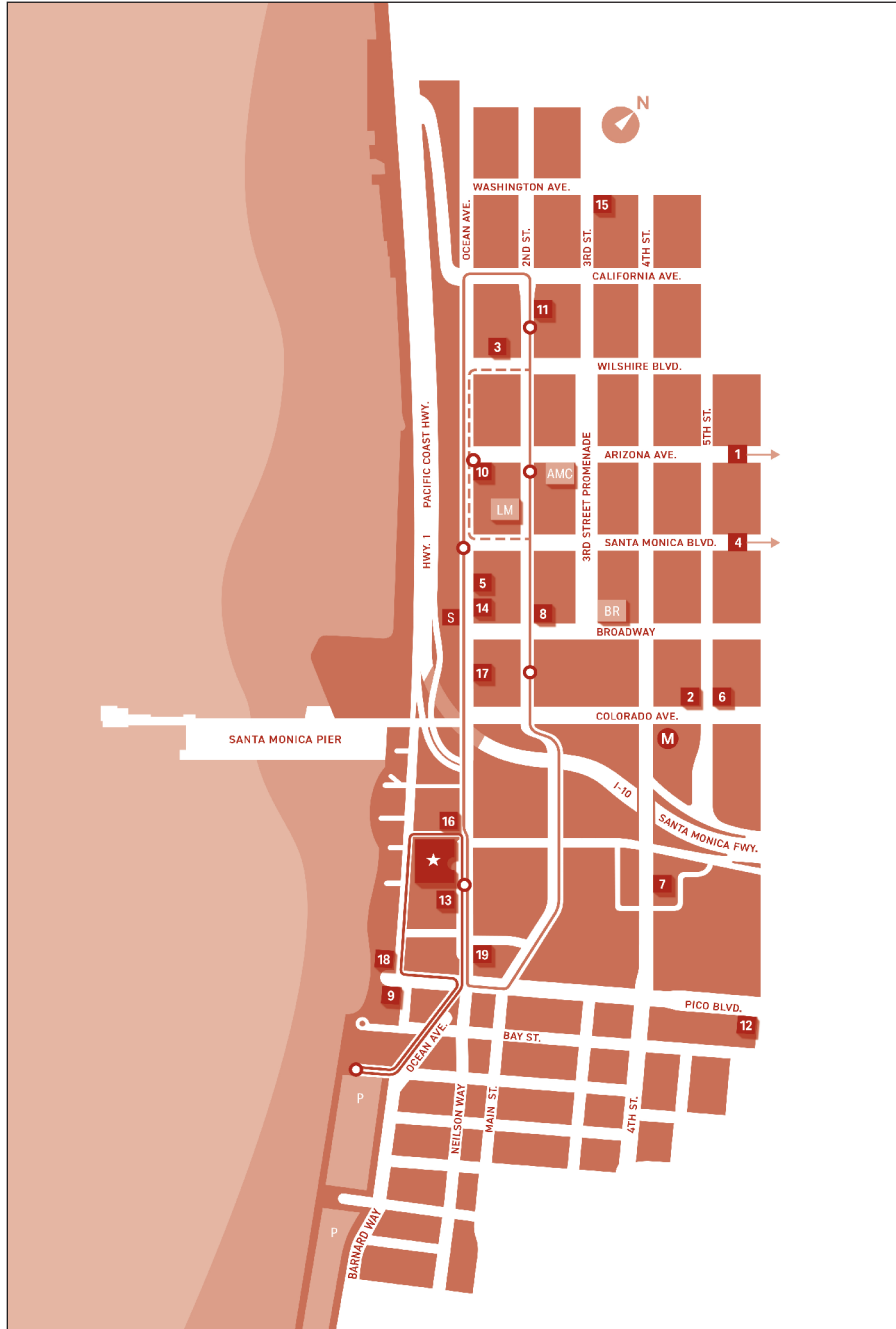 N
WASHINGTON AVE.
15
OCEAN AVE.
2ND ST.
3RD ST.
4TH ST.
CALIFORNIA AVE.
11
3
WILSHIRE BLVD.
PACIFIC COAST HWY.
HWY. 1
5TH ST.
3RD STREET PROMENADE
ARIZONA AVE.
1
10
AMC
LM
SANTA MONICA BLVD.
4
5
14
S
8
BR
BROADWAY
17
2
6
COLORADO AVE.
SANTA MONICA PIER
M
I-10
SANTA MONICA FWY.
16
7
13
18
19
9
PICO BLVD.
12
BAY ST.
OCEAN AVE.
P
NEILSON WAY
MAIN ST.
4TH ST.
P
BARNARD WAY